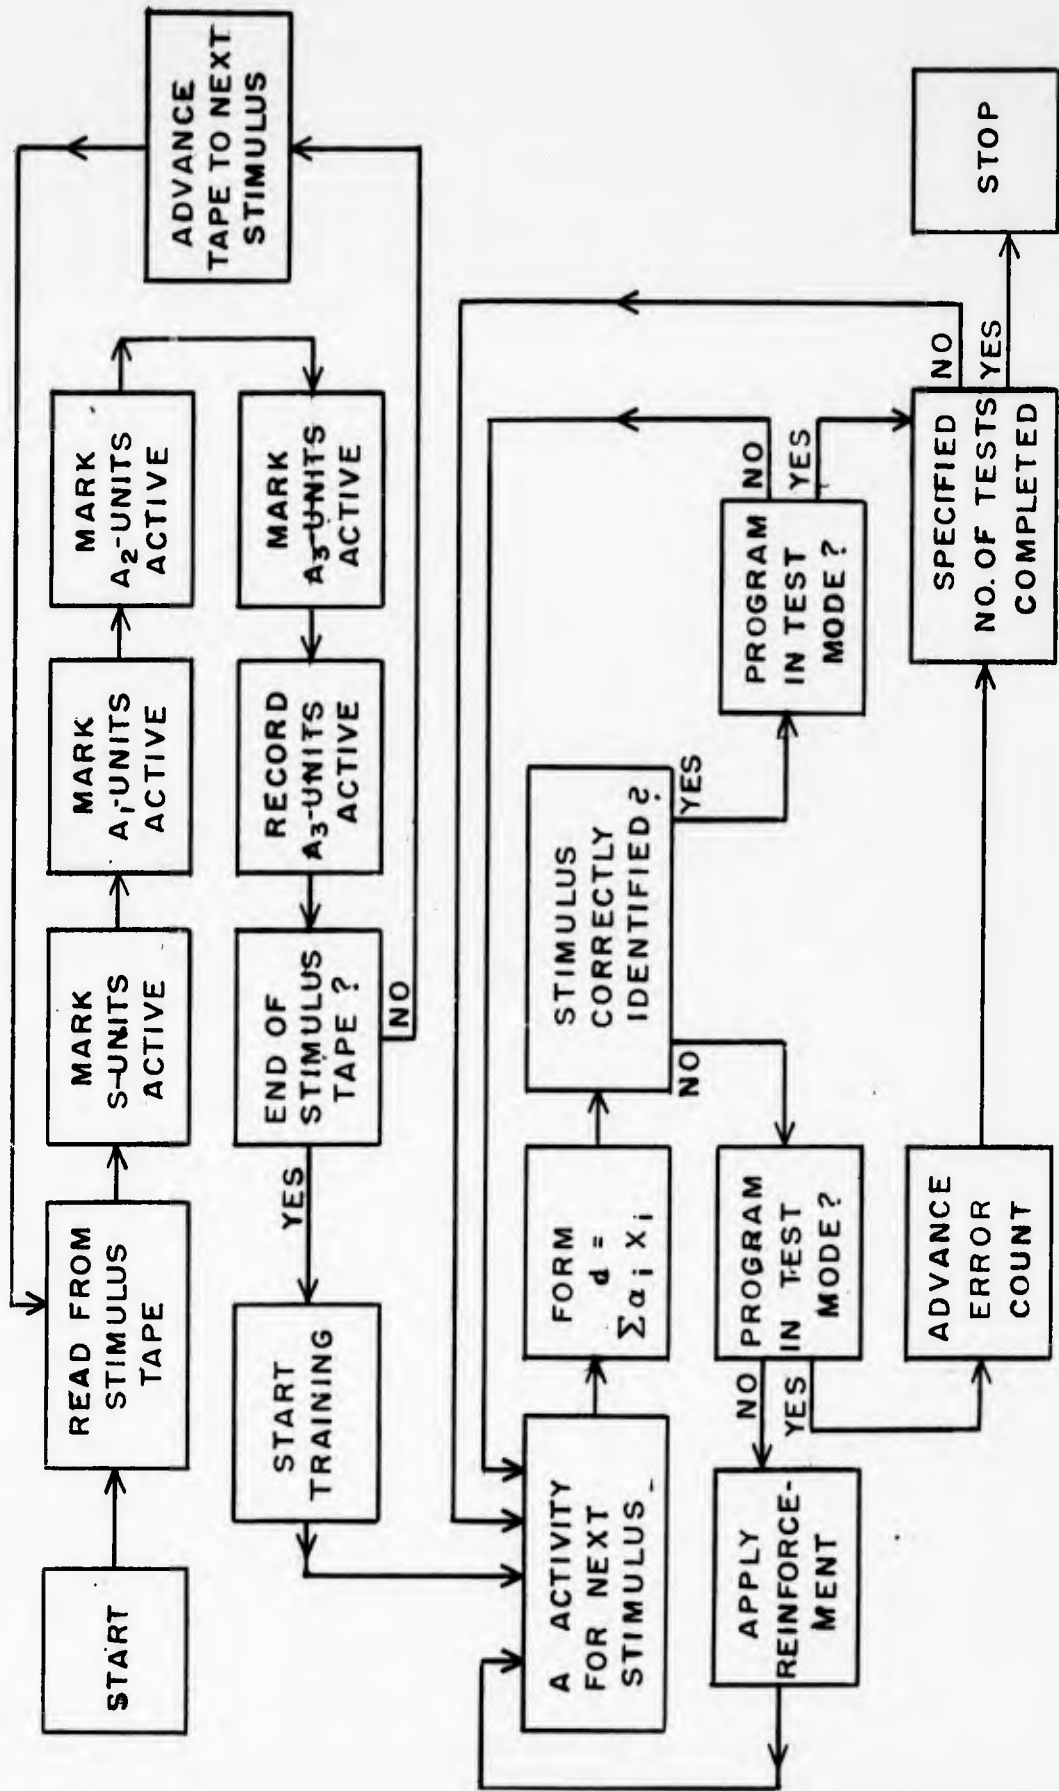 START
READ FROM
STIMULUS
TAPE
MARK
S-UNITS
ACTIVE
MARK
A₁-UNITS
ACTIVE
MARK
A₂-UNITS
ACTIVE
ADVANCE
TAPE TO NEXT
STIMULUS
MARK
A₃-UNITS
ACTIVE
RECORD
A₃-UNITS
ACTIVE
END OF
STIMULUS
TAPE ?
NO
YES
START
TRAINING
A ACTIVITY
FOR NEXT
STIMULUS
FORM
d =
∑ αᵢ Xᵢ
STIMULUS
CORRECTLY
IDENTIFIED ?
NO
YES
PROGRAM
IN TEST
MODE ?
NO
YES
PROGRAM
IN TEST
MODE ?
NO
YES
APPLY
REINFORCE-
MENT
ADVANCE
ERROR
COUNT
SPECIFIED
NO. OF TESTS
COMPLETED
NO
YES
STOP